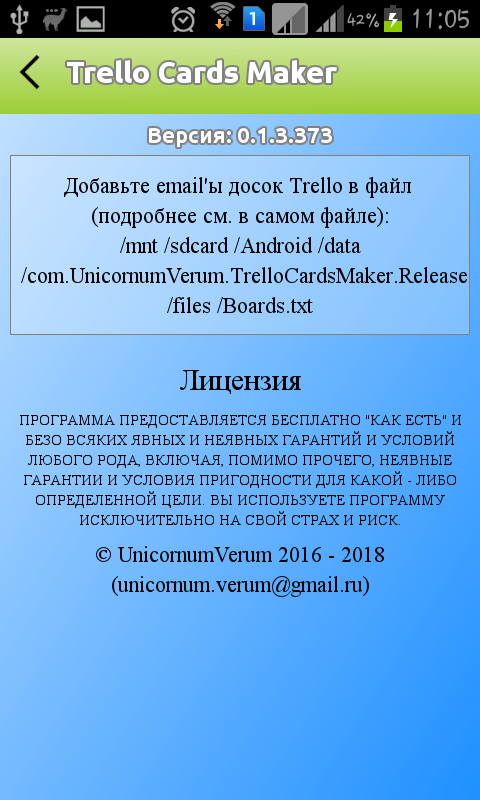 1 42% 11:05
Trello Cards Maker
Версия: 0.1.3.373
Добавьте email'ы досок Trello в файл
(подробнее см. в самом файле):
/mnt /sdcard /Android /data
/com.UnicornumVerum.TrelloCardsMaker.Release
/files /Boards.txt
Лицензия
ПРОГРАММА ПРЕДОСТАВЛЯЕТСЯ БЕСПЛАТНО "КАК ЕСТЬ" И
БЕЗО ВСЯКИХ ЯВНЫХ И НЕЯВНЫХ ГАРАНТИЙ И УСЛОВИЙ
ЛЮБОГО РОДА, ВКЛЮЧАЯ, ПОМИМО ПРОЧЕГО, НЕЯВНЫЕ
ГАРАНТИИ И УСЛОВИЯ ПРИГОДНОСТИ ДЛЯ КАКОЙ - ЛИБО
ОПРЕДЕЛЕННОЙ ЦЕЛИ. ВЫ ИСПОЛЬЗУЕТЕ ПРОГРАММУ
ИСКЛЮЧИТЕЛЬНО НА СВОЙ СТРАХ И РИСК.
© UnicornumVerum 2016 - 2018
(unicornum.verum@gmail.ru)